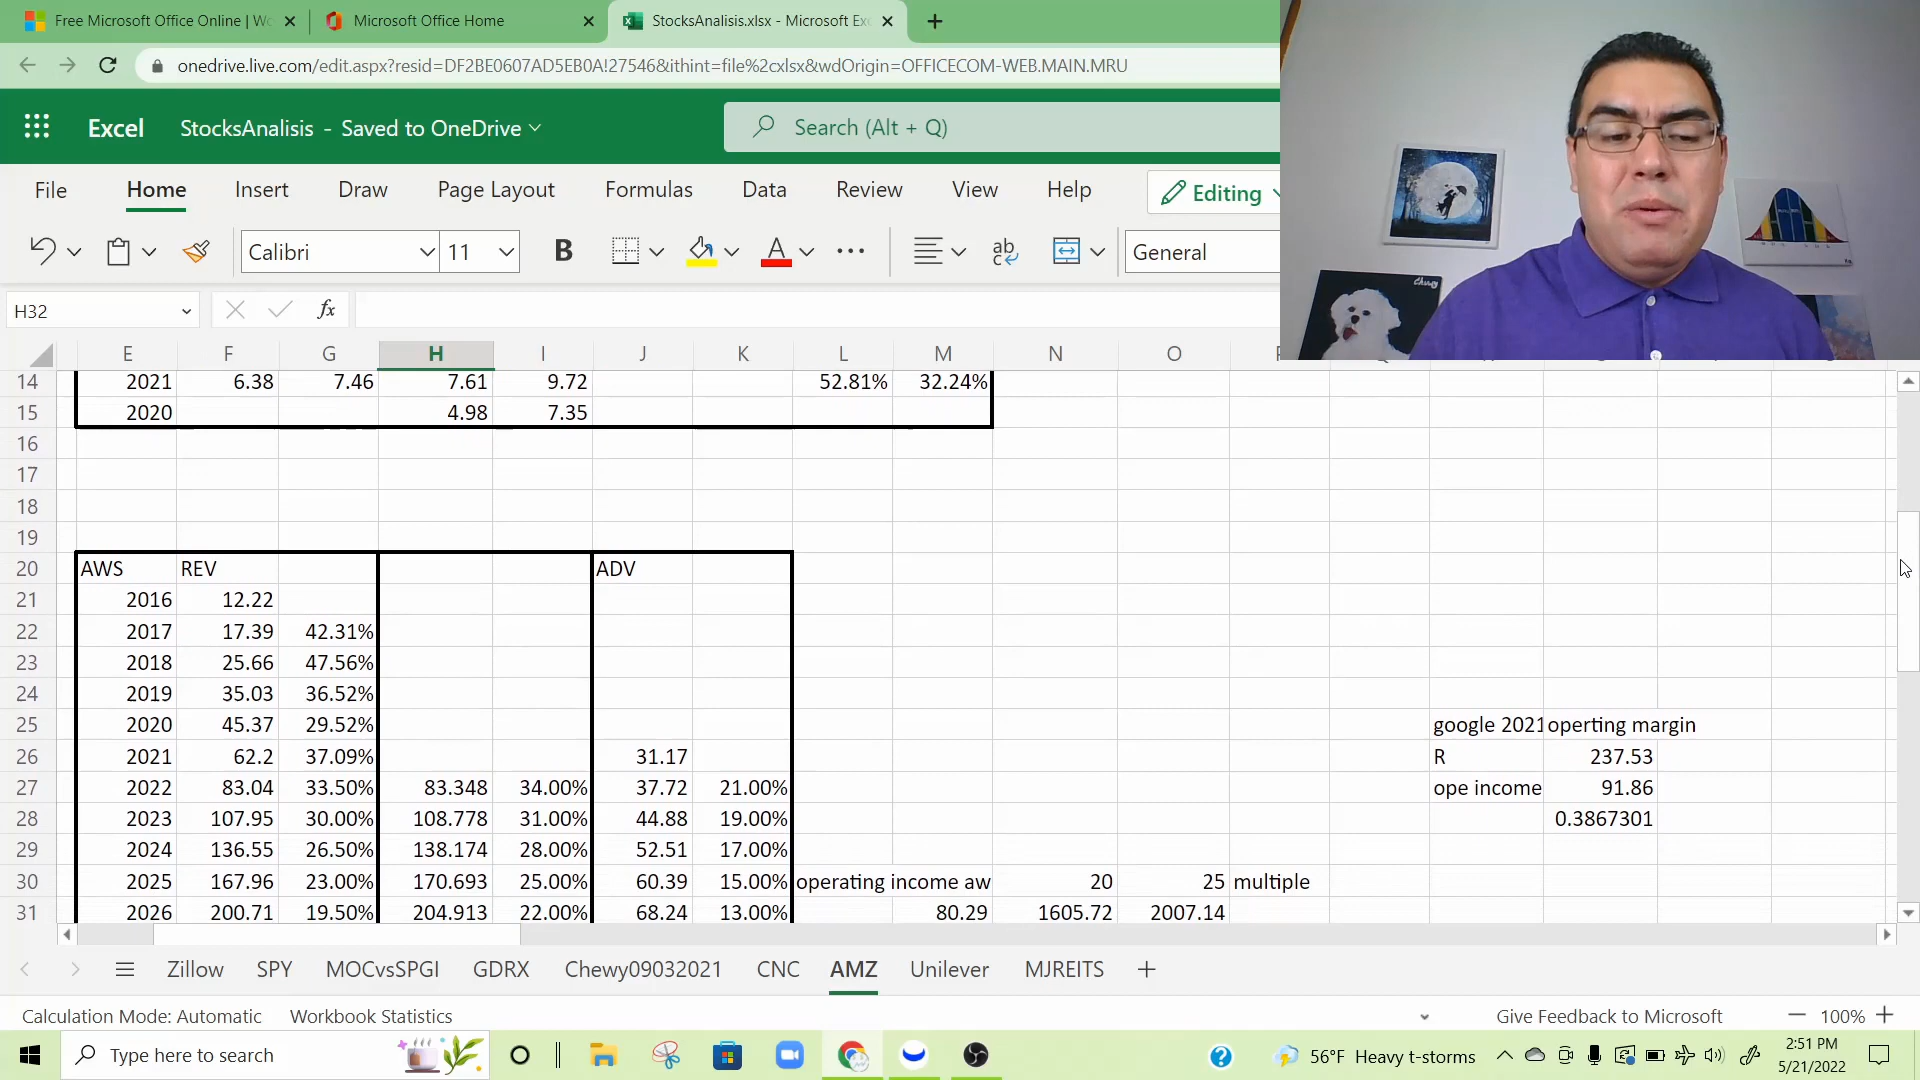 Free Microsoft Office Online | Wo
Microsoft Office Home
StocksAnalisis.xlsx - Microsoft Exc
onedrive.live.com/edit.aspx?resid=DF2BE0607AD5EB0A!27546&ithint=file%2cxlsx&wdOrigin=OFFICECOM-WEB.MAIN.MRU
Excel StocksAnalisis - Saved to OneDrive Search (Alt + Q)
File Home Insert Draw Page Layout Formulas Data Review View Help Editing
Calibri 11 B A ab c General
H32 fx
E F G H I J K L M N O
14 2021 6.38 7.46 7.61 9.72 52.81% 32.24%
15 2020 4.98 7.35
16
17
18
19
20 AWS REV ADV
21 2016 12.22
22 2017 17.39 42.31%
23 2018 25.66 47.56%
24 2019 35.03 36.52%
25 2020 45.37 29.52% google 2021 operting margin
26 2021 62.2 37.09% 31.17 R 237.53
27 2022 83.04 33.50% 83.348 34.00% 37.72 21.00% ope income 91.86
28 2023 107.95 30.00% 108.778 31.00% 44.88 19.00% 0.3867301
29 2024 136.55 26.50% 138.174 28.00% 52.51 17.00%
30 2025 167.96 23.00% 170.693 25.00% 60.39 15.00% operating income aw 20 25 multiple
31 2026 200.71 19.50% 204.913 22.00% 68.24 13.00% 80.29 1605.72 2007.14
Zillow SPY MOCvsSPGI GDRX Chewy09032021 CNC AMZ Unilever MJREITS
Calculation Mode: Automatic Workbook Statistics Give Feedback to Microsoft 100%
Type here to search 56°F Heavy t-storms 2:51 PM
5/21/2022
Chewy